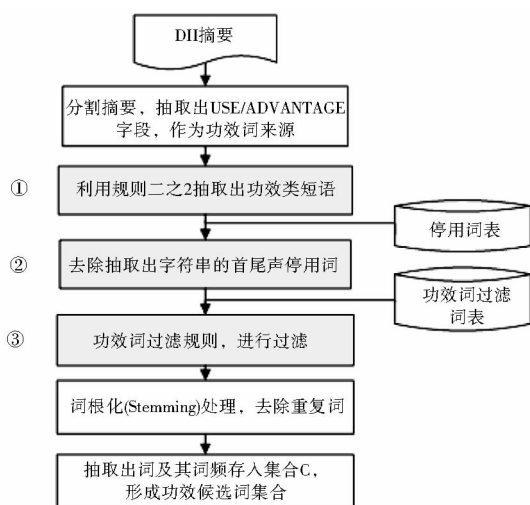 DII摘要
分割摘要，抽取出USE/ADVANTAGE
字段，作为功效词来源
① 利用规则二之2抽取出功效类短语
停用词表
② 去除抽取出字符串的首尾声停用词
功效词过滤
词表
③ 功效词过滤规则，进行过滤
词根化(Stemming)处理，去除重复词
抽取出词及其词频存入集合C，
形成功效候选词集合